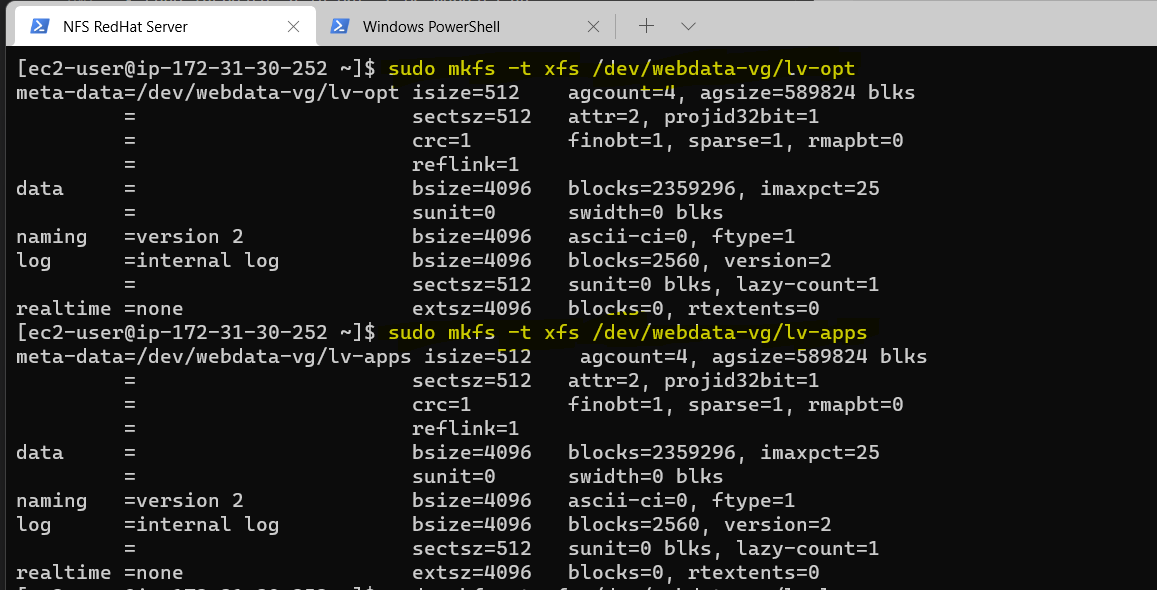 NFS RedHat Server
Windows PowerShell
[ec2-user@ip-172-31-30-252 ~]$ sudo mkfs -t xfs /dev/webdata-vg/lv-opt
meta-data=/dev/webdata-vg/lv-opt isize=512    agcount=4, agsize=589824 blks
         =                       sectsz=512   attr=2, projid32bit=1
         =                       crc=1        finobt=1, sparse=1, rmapbt=0
         =                       reflink=1
data     =                       bsize=4096   blocks=2359296, imaxpct=25
         =                       sunit=0      swidth=0 blks
naming   =version 2              bsize=4096   ascii-ci=0, ftype=1
log      =internal log           bsize=4096   blocks=2560, version=2
         =                       sectsz=512   sunit=0 blks, lazy-count=1
realtime =none                   extsz=4096   blocks=0, rtextents=0
[ec2-user@ip-172-31-30-252 ~]$ sudo mkfs -t xfs /dev/webdata-vg/lv-apps
meta-data=/dev/webdata-vg/lv-apps isize=512    agcount=4, agsize=589824 blks
         =                       sectsz=512   attr=2, projid32bit=1
         =                       crc=1        finobt=1, sparse=1, rmapbt=0
         =                       reflink=1
data     =                       bsize=4096   blocks=2359296, imaxpct=25
         =                       sunit=0      swidth=0 blks
naming   =version 2              bsize=4096   ascii-ci=0, ftype=1
log      =internal log           bsize=4096   blocks=2560, version=2
         =                       sectsz=512   sunit=0 blks, lazy-count=1
realtime =none                   extsz=4096   blocks=0, rtextents=0